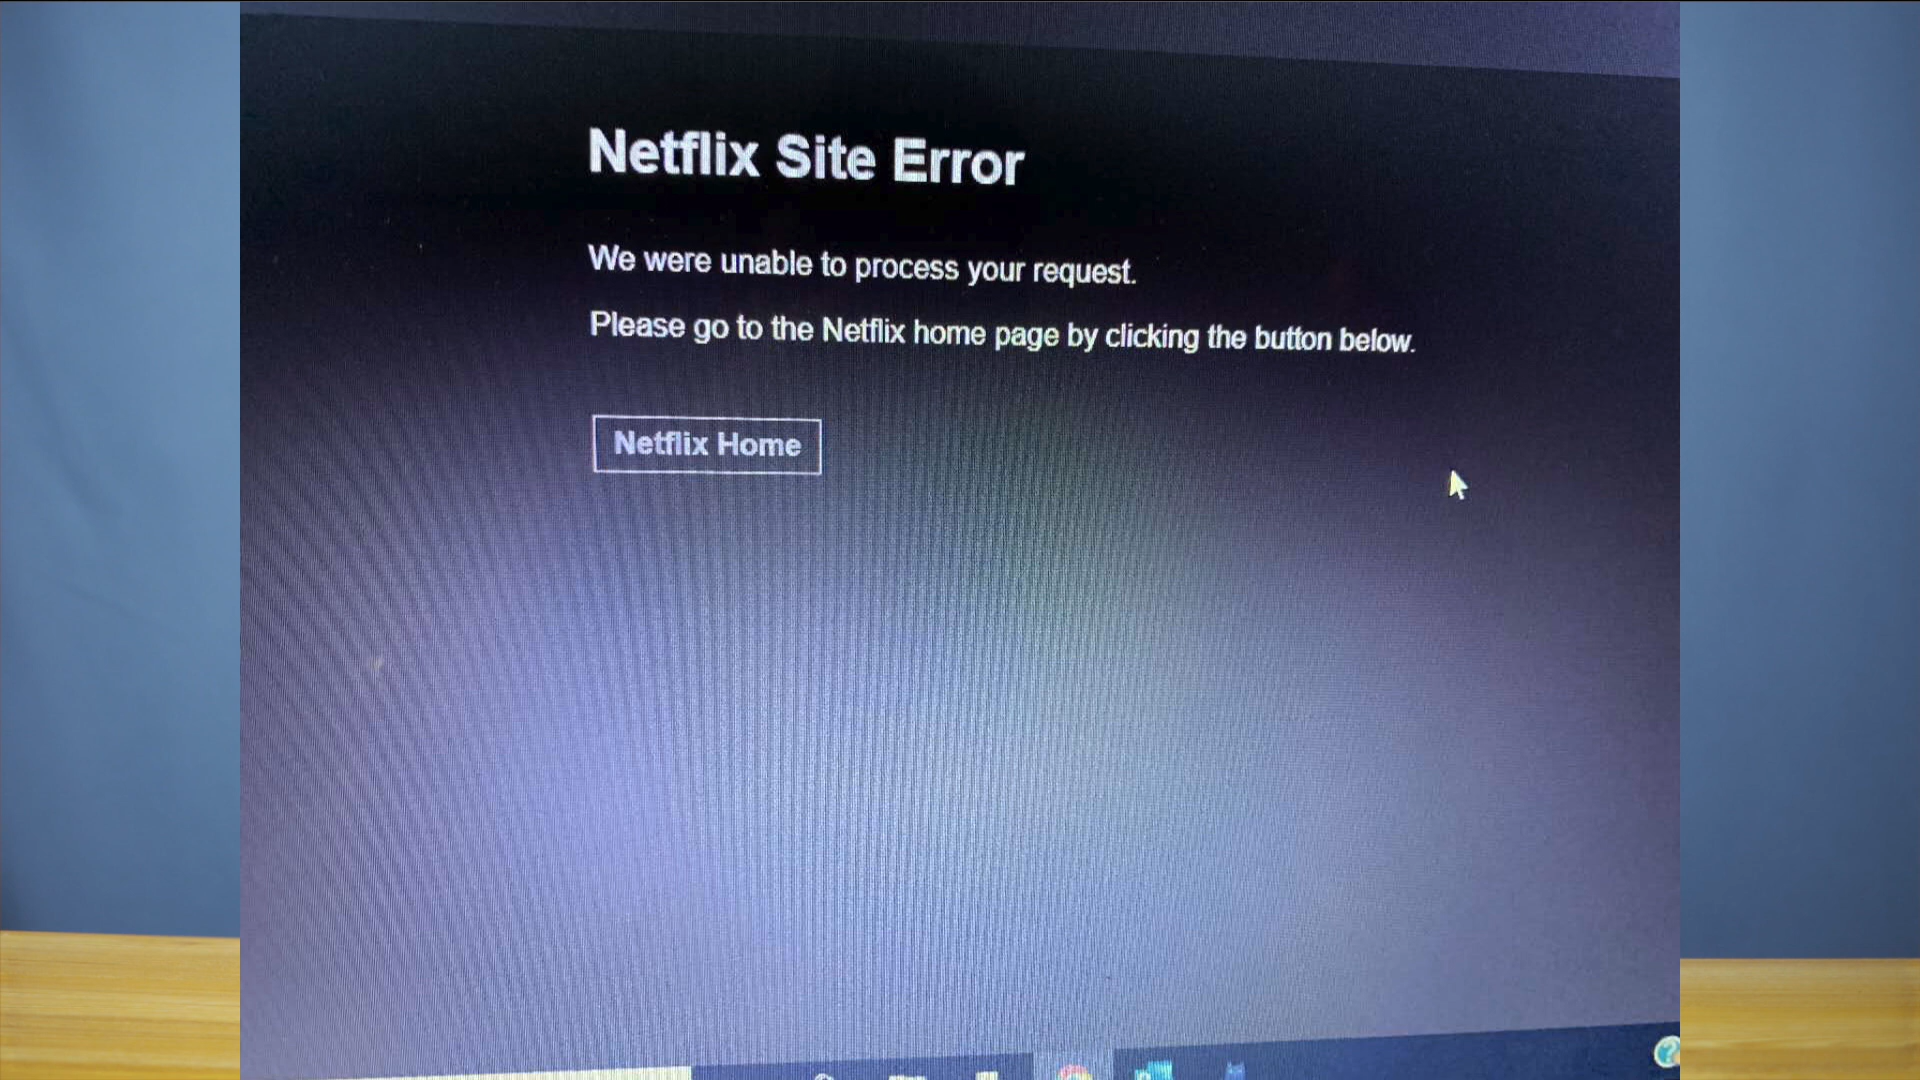 Netflix Site Error
We were unable to process your request.
Please go to the Netflix home page by clicking the button below.
Netflix Home